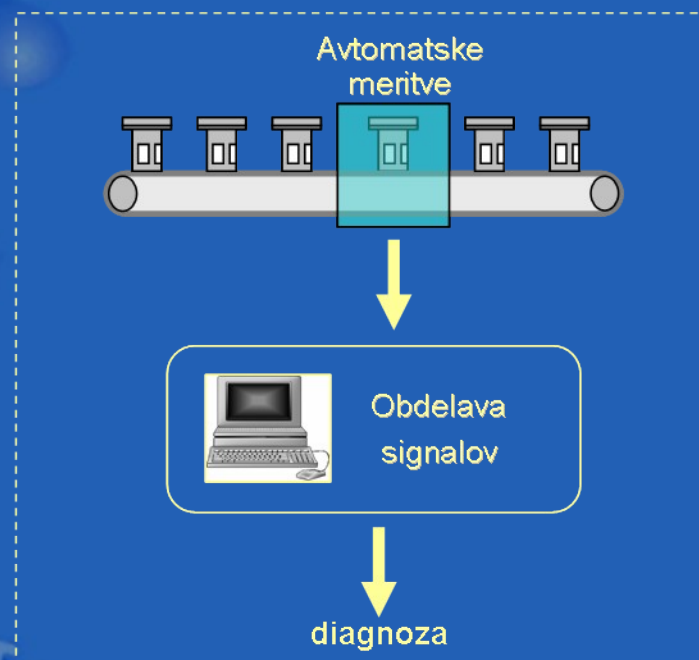 Avtomatske
meritve
Obdelava
signalov
diagnoza